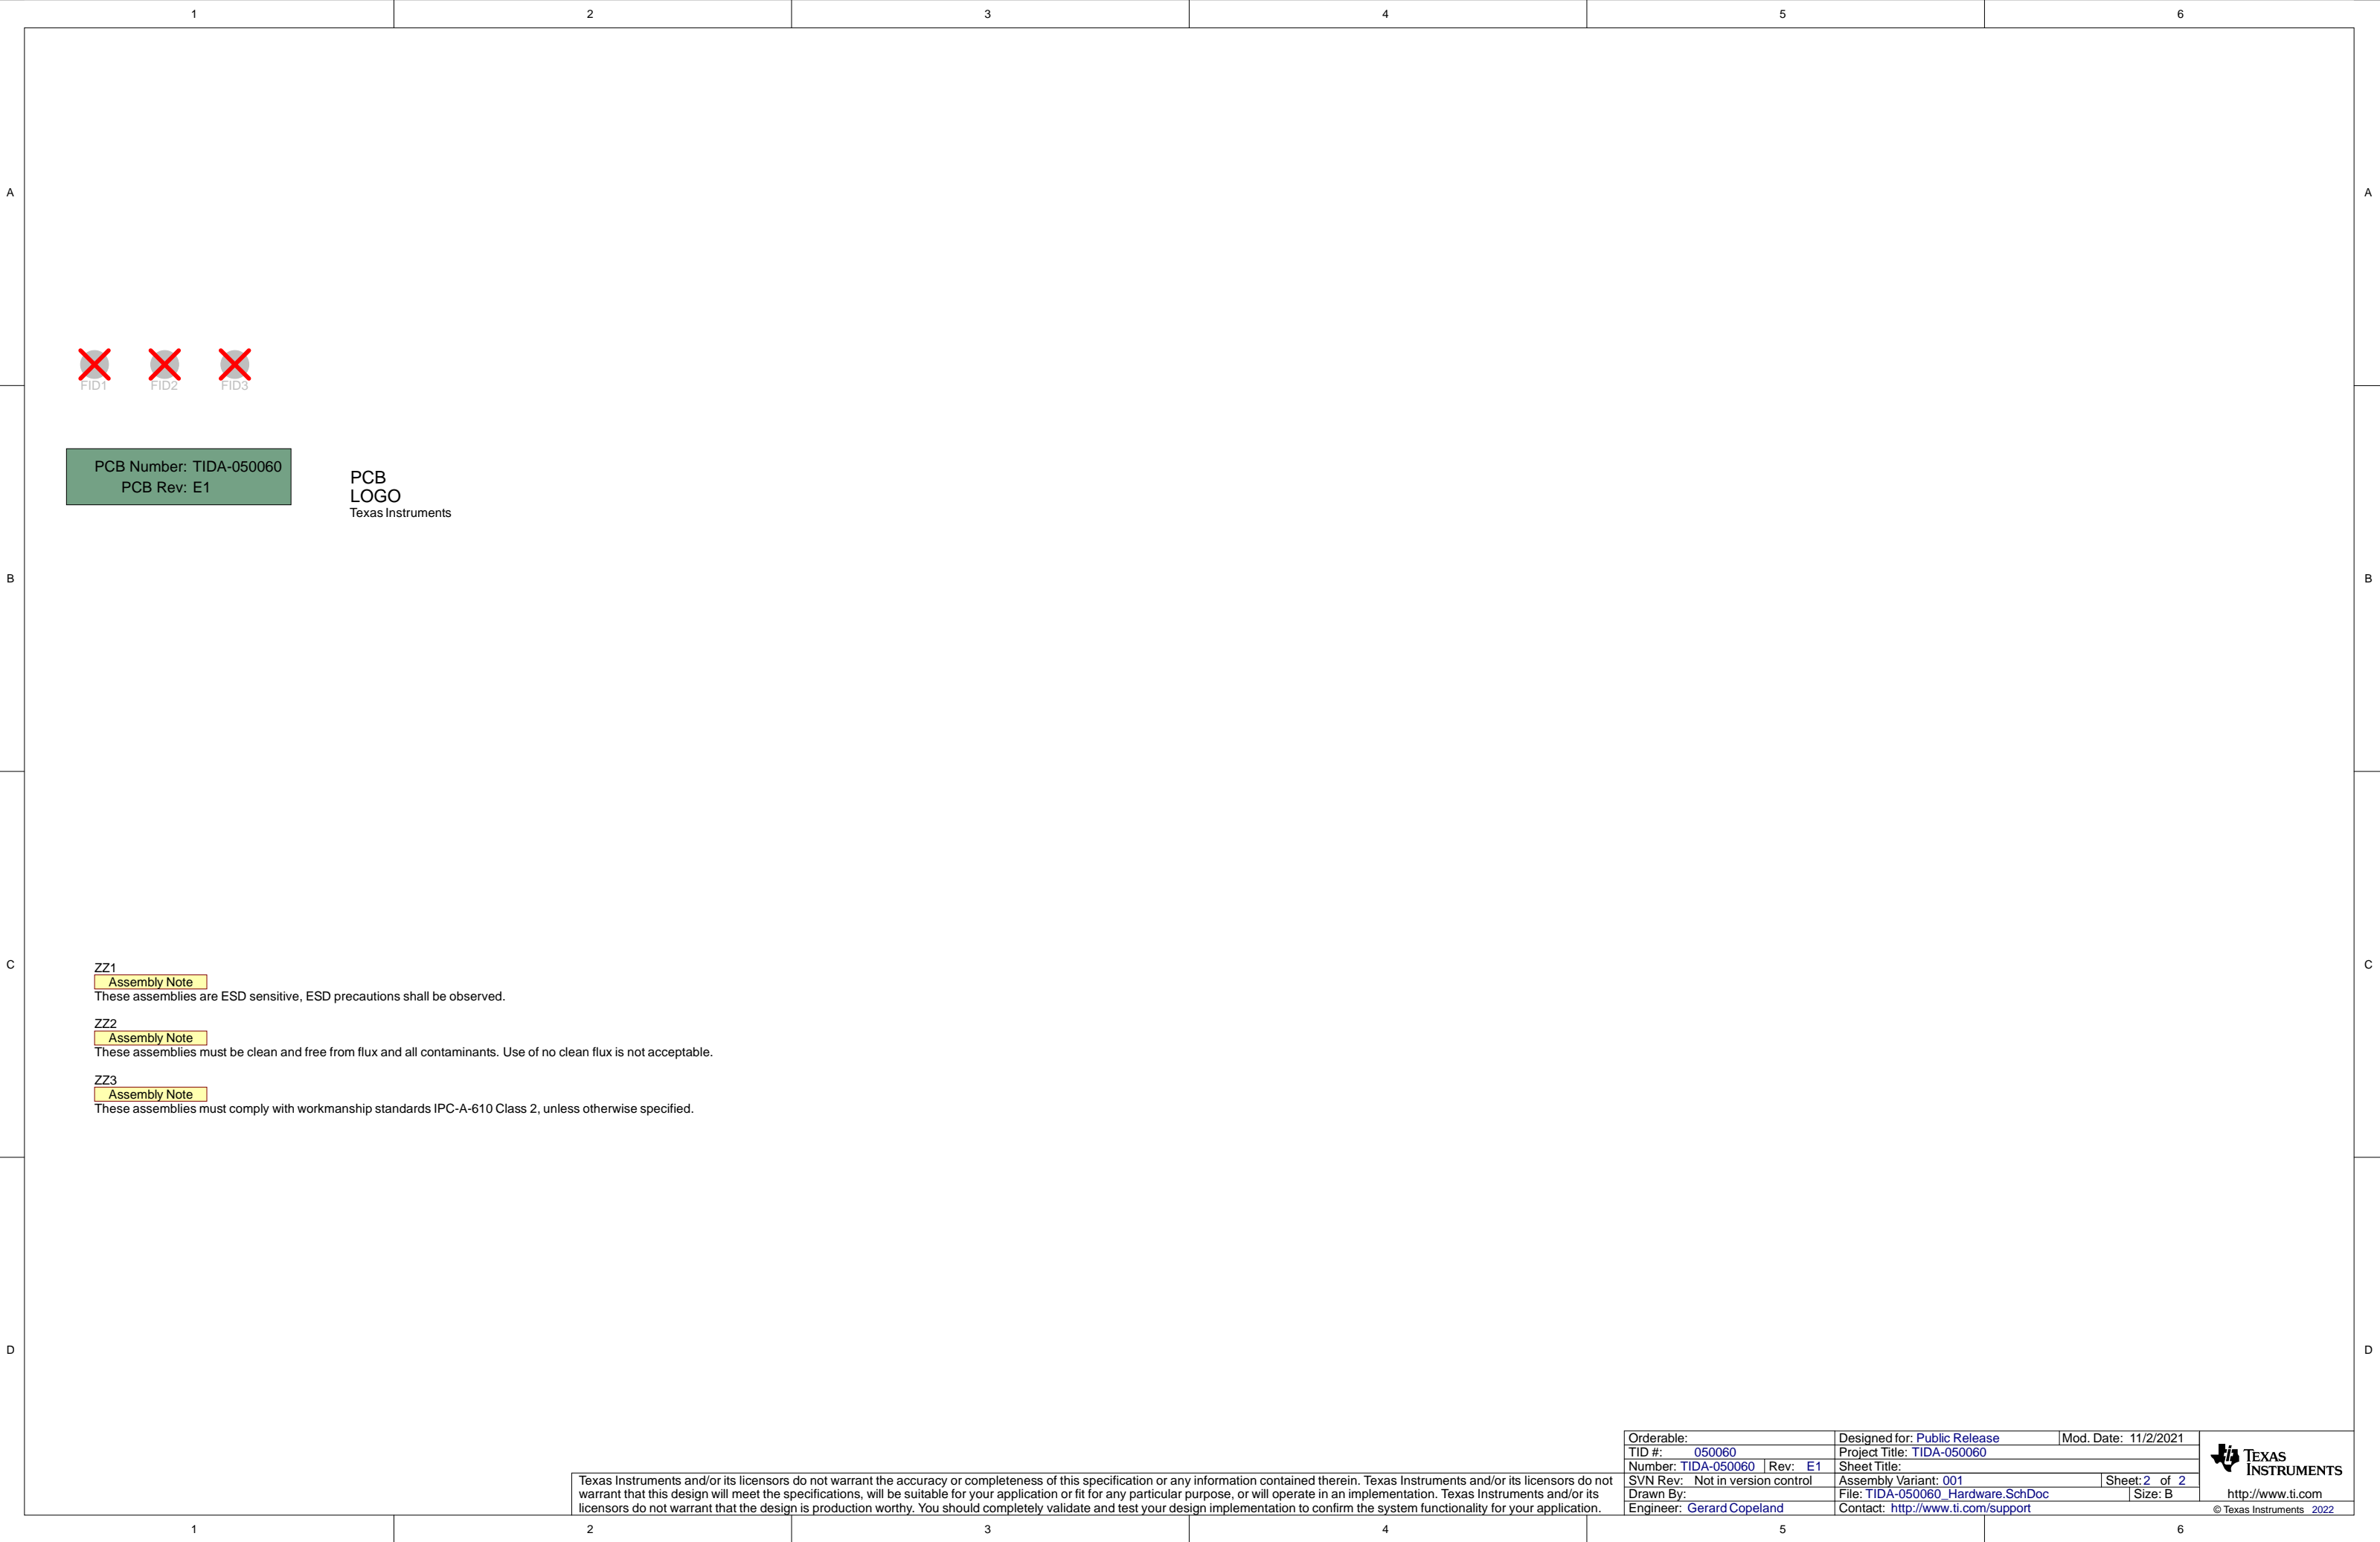 1 2 3 4 5 6
A A
FID1 FID2 FID3
PCB Number: TIDA-050060
PCB Rev: E1
PCB
LOGO
Texas Instruments
B B
C C
ZZ1
Assembly Note
These assemblies are ESD sensitive, ESD precautions shall be observed.
ZZ2
Assembly Note
These assemblies must be clean and free from flux and all contaminants. Use of no clean flux is not acceptable.
ZZ3
Assembly Note
These assemblies must comply with workmanship standards IPC-A-610 Class 2, unless otherwise specified.
D D
Texas Instruments and/or its licensors do not warrant the accuracy or completeness of this specification or any information contained therein. Texas Instruments and/or its licensors do not
warrant that this design will meet the specifications, will be suitable for your application or fit for any particular purpose, or will operate in an implementation. Texas Instruments and/or its
licensors do not warrant that the design is production worthy. You should completely validate and test your design implementation to confirm the system functionality for your application.
Orderable: Designed for: Public Release Mod. Date: 11/2/2021
TID #: 050060 Project Title: TIDA-050060
Number: TIDA-050060 Rev: E1 Sheet Title:
SVN Rev: Not in version control Assembly Variant: 001 Sheet: 2 of 2
Drawn By: File: TIDA-050060_Hardware.SchDoc Size: B
Engineer: Gerard Copeland Contact: http://www.ti.com/support
TEXAS
INSTRUMENTS
http://www.ti.com
© Texas Instruments 2022
1 2 3 4 5 6